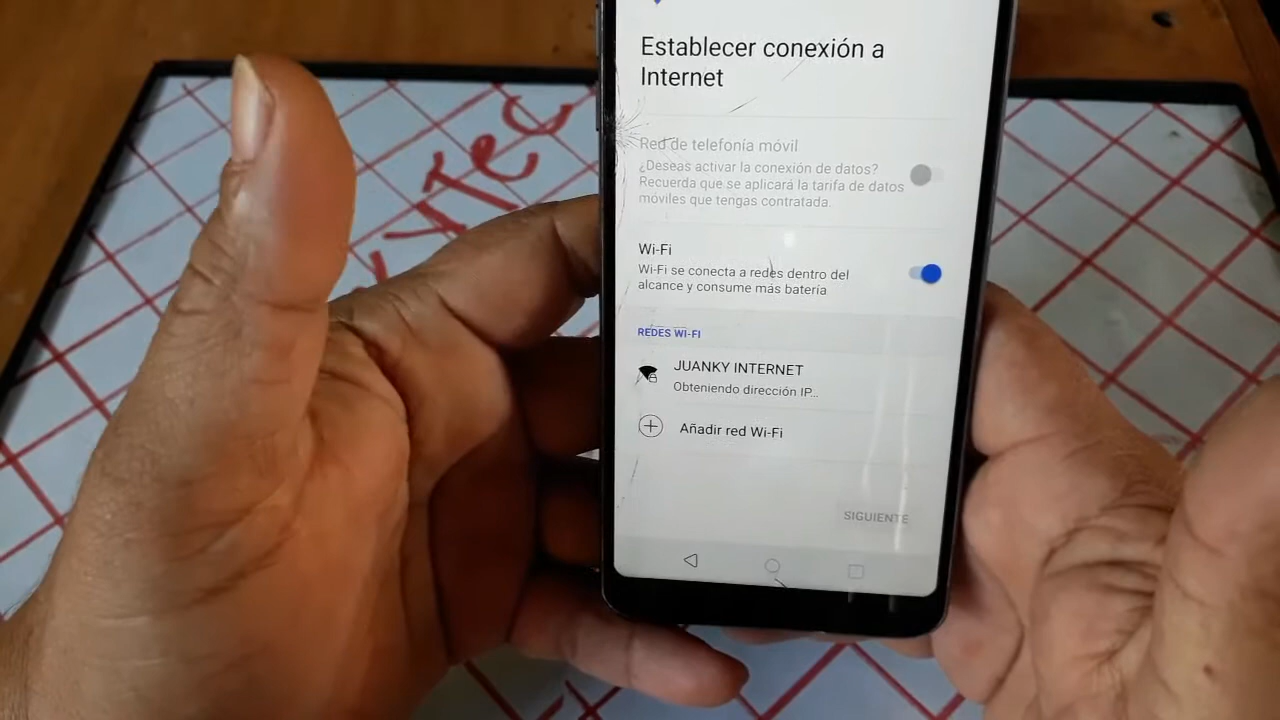 Establecer conexión a
Internet
Red de telefonía móvil
¿Deseas activar la conexión de datos?
Recuerda que se aplicará la tarifa de datos
móviles que tengas contratada.
Wi-Fi
Wi-Fi se conecta a redes dentro del
alcance y consume más batería
REDES WI-FI
JUANKY INTERNET
Obteniendo dirección IP...
Añadir red Wi-Fi
SIGUIENTE